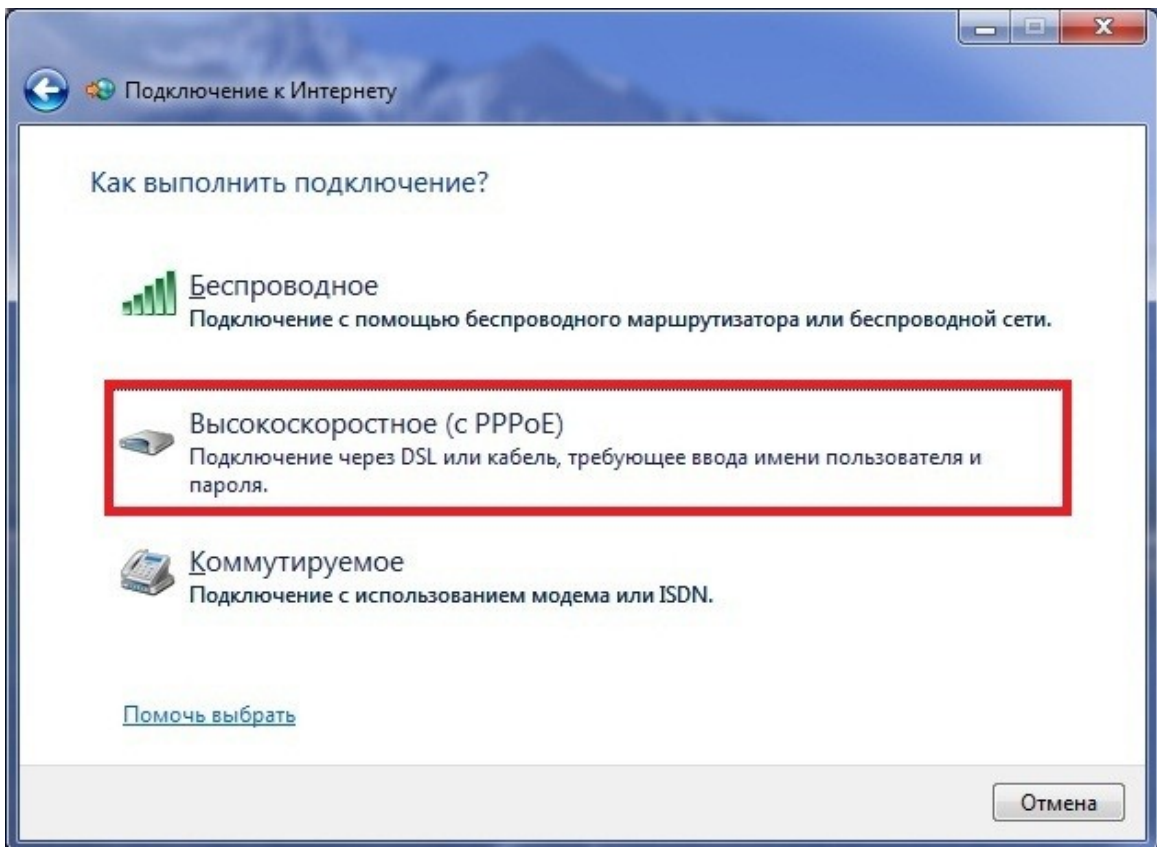 Подключение к Интернету
Как выполнить подключение?
Беспроводное
Подключение с помощью беспроводного маршрутизатора или беспроводной сети.
Высокоскоростное (с PPPoE)
Подключение через DSL или кабель, требующее ввода имени пользователя и
пароля.
Коммутируемое
Подключение с использованием модема или ISDN.
Помочь выбрать
Отмена